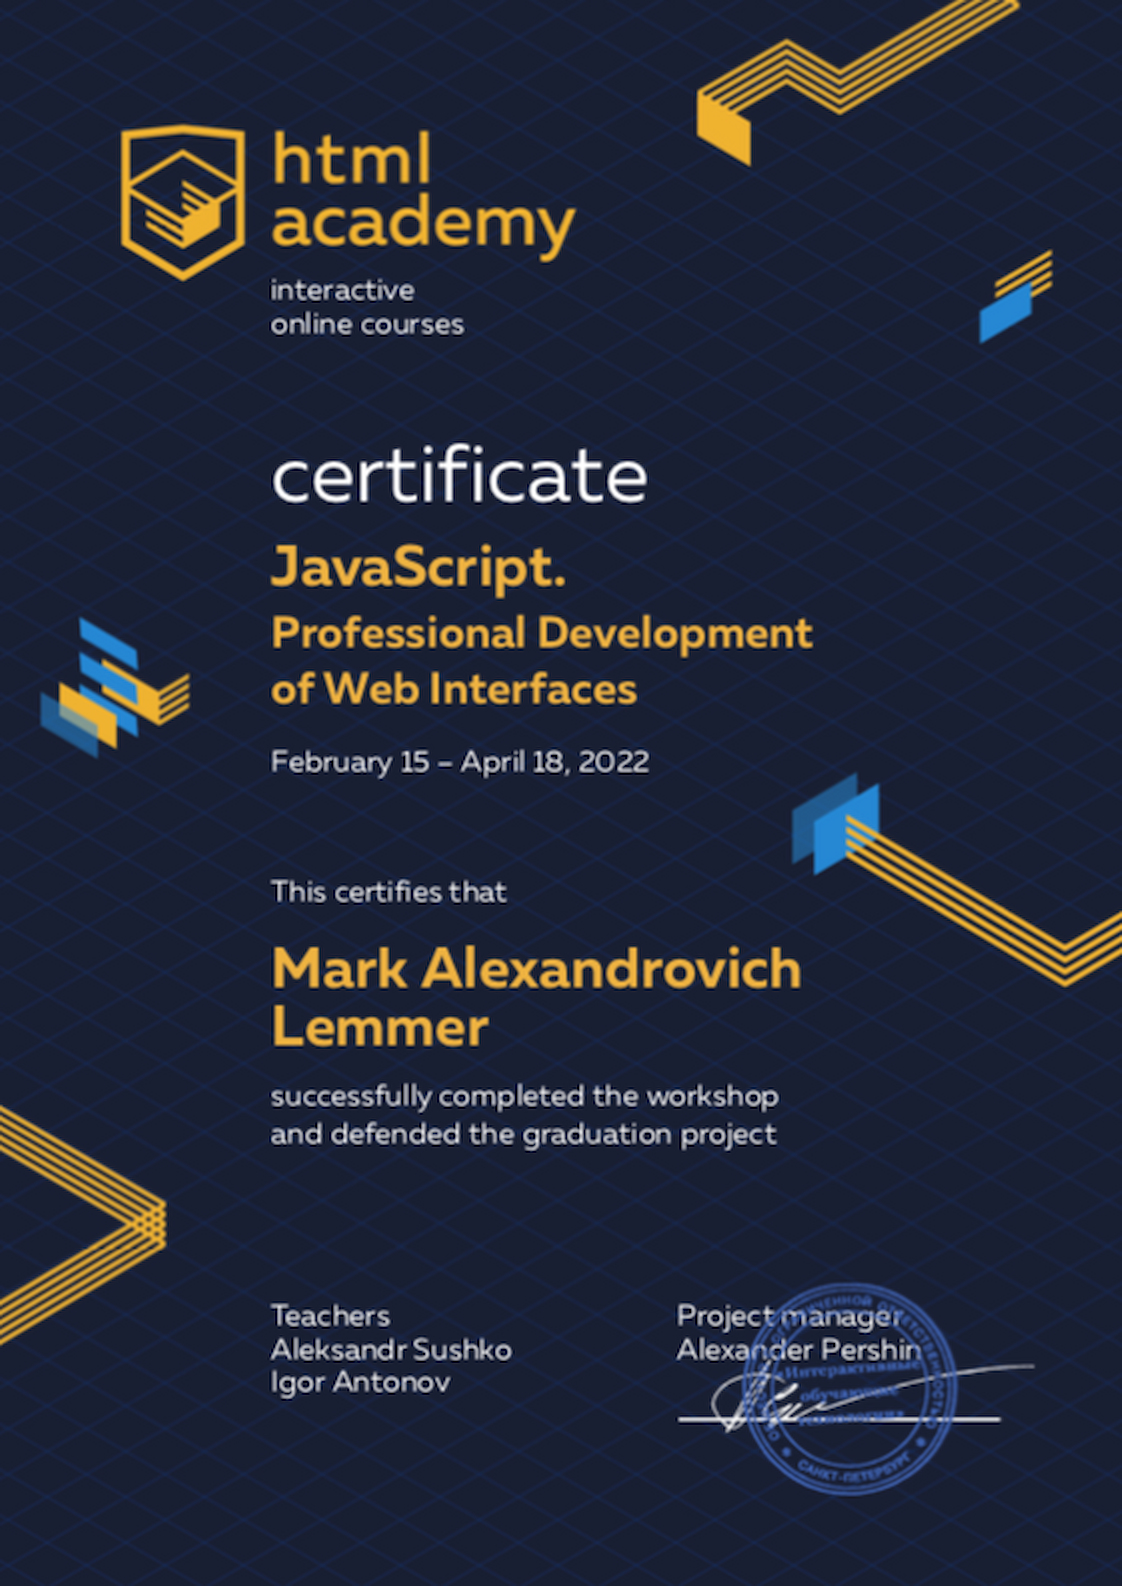 html
academy
interactive
online courses
certificate
JavaScript.
Professional Development
of Web Interfaces
February 15 – April 18, 2022
This certifies that
Mark Alexandrovich
Lemmer
successfully completed the workshop
and defended the graduation project
Teachers
Aleksandr Sushko
Igor Antonov
Project manager
Alexander Pershin
ОТВЕТСТВЕННОСТЬЮ
«Интерактивные
обучающие
САНКТ-ПЕТЕРБУРГ